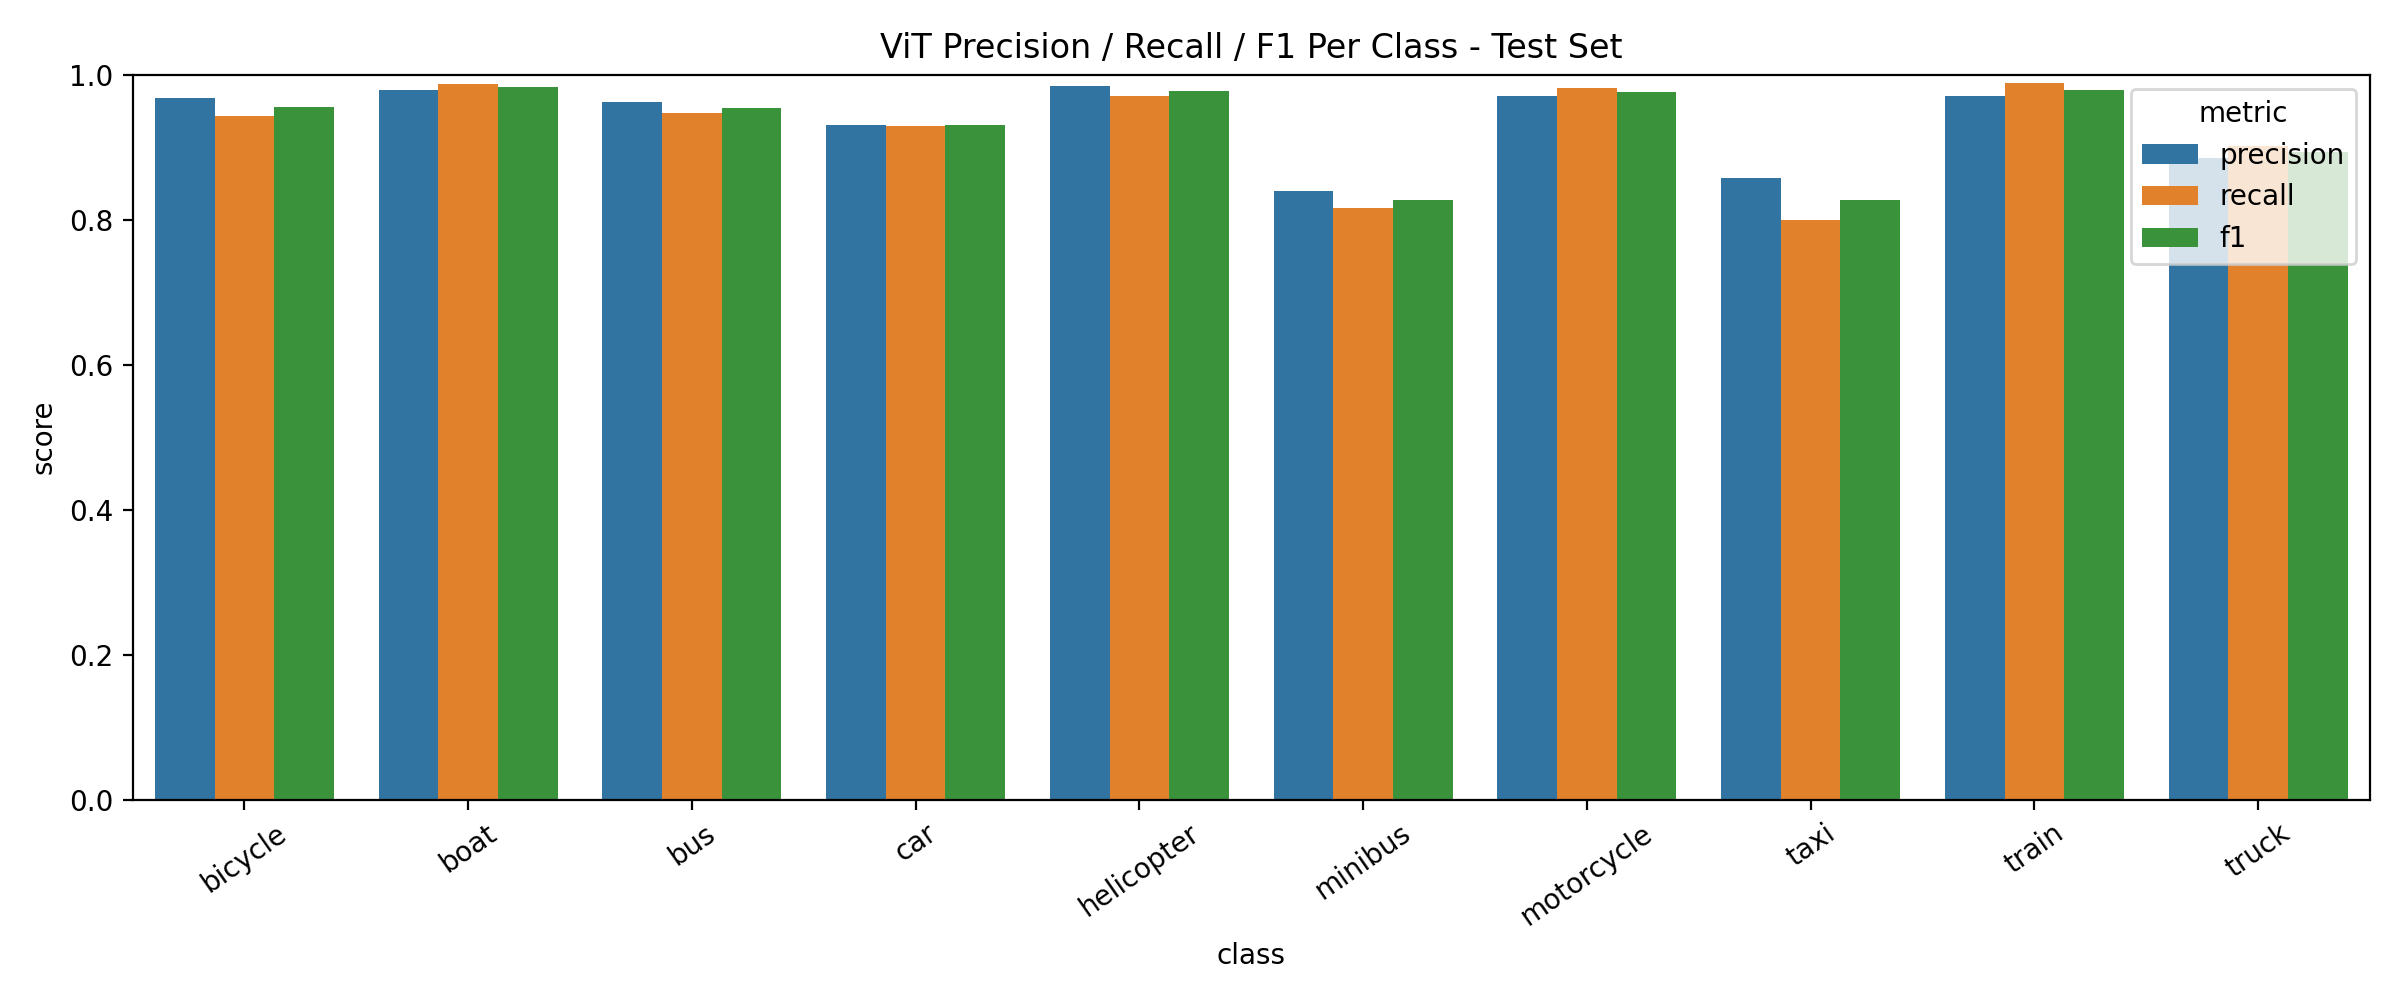 ViT Precision / Recall / F1 Per Class - Test Set
1.0
0.8
0.6
0.4
0.2
0.0
score
metric
precision
recall
f1
bicycle
boat
bus
car
helicopter
minibus
motorcycle
taxi
train
truck
class